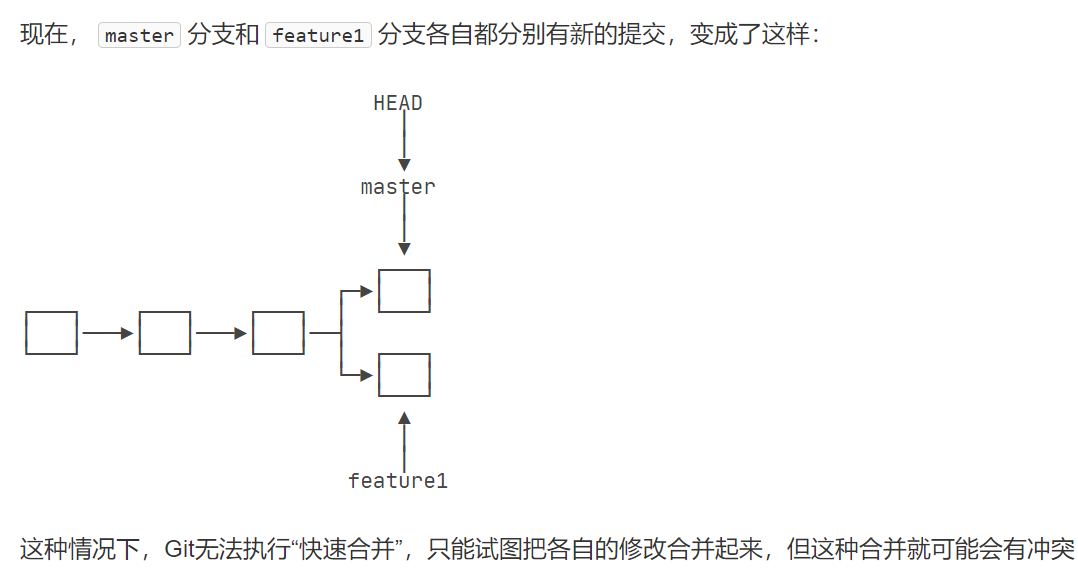 现在， master 分支和 feature1 分支各自都分别有新的提交，变成了这样：
HEAD
master
feature1
这种情况下，Git无法执行“快速合并”，只能试图把各自的修改合并起来，但这种合并就可能会有冲突